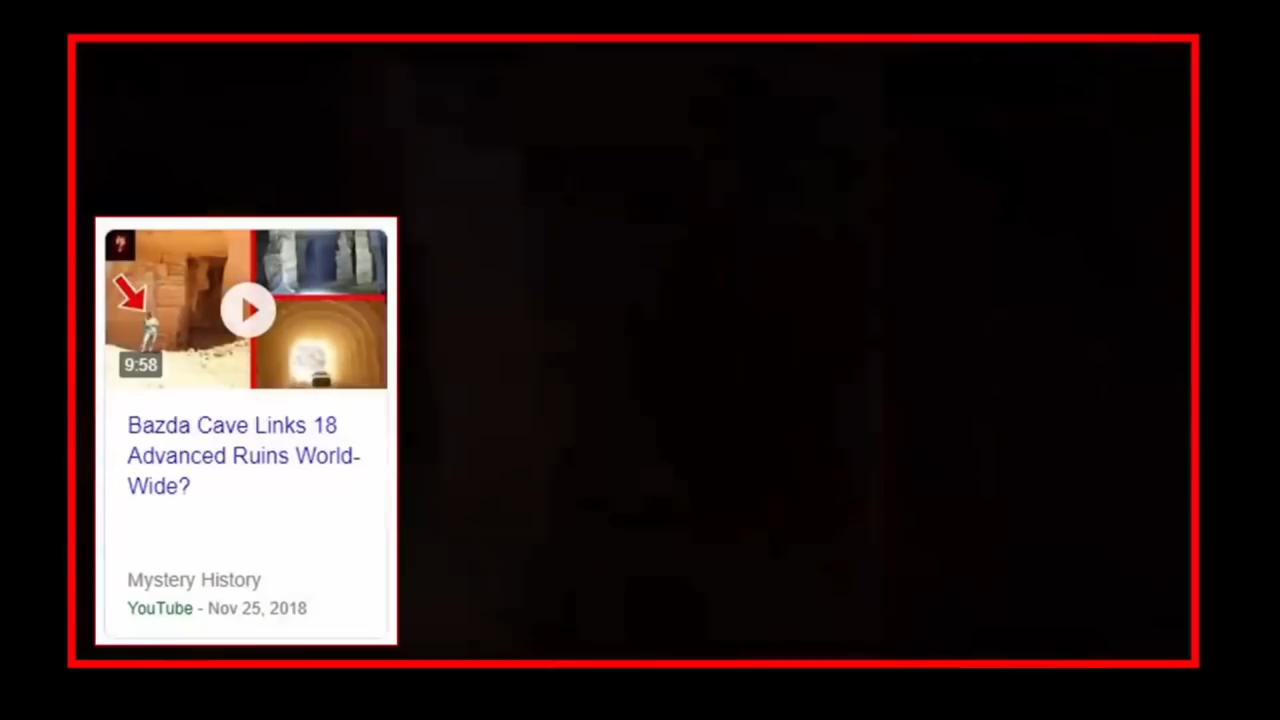 9:58
Bazda Cave Links 18
Advanced Ruins World-
Wide?
Mystery History
YouTube - Nov 25, 2018